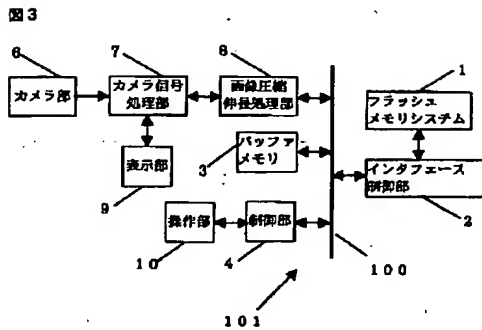 図3
6
7
8
1
カメラ部
カメラ信号
処理部
画像圧縮
伸長処理部
フラッシュ
メモリシステム
バッファ
メモリ
3
表示部
9
インタフェース
制御部
2
操作部
制御部
10
4
100
101